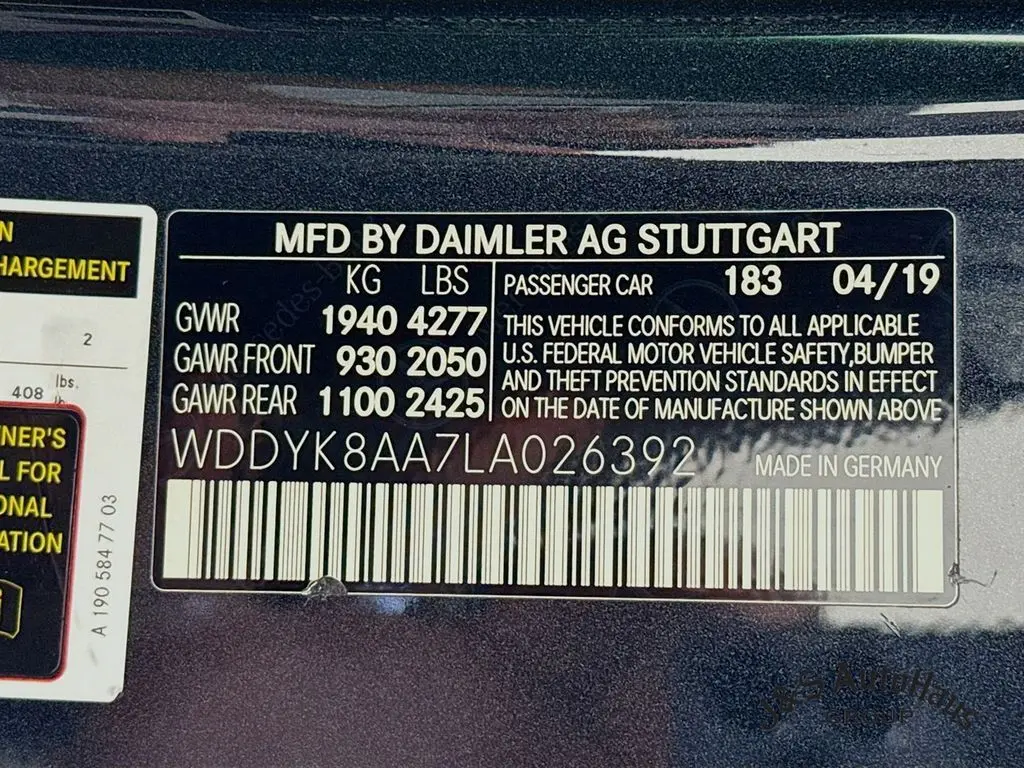 MFD BY DAIMLER AG STUTTGART
KG LBS
GVWR 1940 4277
GAWR FRONT 930 2050
GAWR REAR 1100 2425
PASSENGER CAR 183 04/19
THIS VEHICLE CONFORMS TO ALL APPLICABLE
U.S. FEDERAL MOTOR VEHICLE SAFETY,BUMPER
AND THEFT PREVENTION STANDARDS IN EFFECT
ON THE DATE OF MANUFACTURE SHOWN ABOVE
WDDYK8AA7LA026392
MADE IN GERMANY
N
HARGEMENT
2
408 lbs.
NER'S
L FOR
ONAL
ATION
A 190 584 77 03
AutoHaus
GROUP